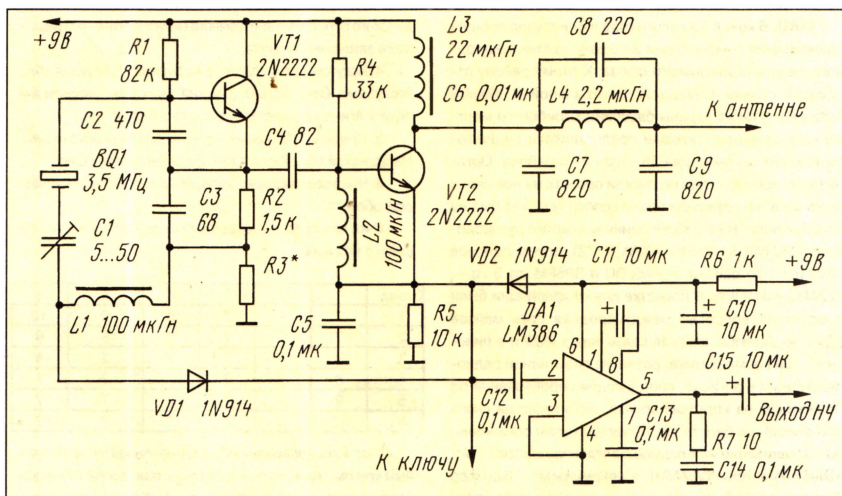 +9В
R1
82к
VT1
2N2222
R4
33к
L3
22 мкГн
C8 220
C6 0,01мк
L4 2,2 мкГн
К антенне
C2 470
BQ1
3,5 МГц
C4 82
C3
68
R2
1,5к
L2
100 мкГн
VT2
2N2222
C7
820
C9
820
C1
5...50
R3*
VD2 1N914
C11 10мк
R6 1к
+9В
L1 100мкГн
C5
0,1мк
R5
10к
DA1
LM386
+
+
C10
10мк
6
1
8
C15 10мк
+
VD1 1N914
C12
0,1мк
2
3
5
4
7
C13
0,1мк
Выход НЧ
R7 10
C14 0,1мк
К ключу